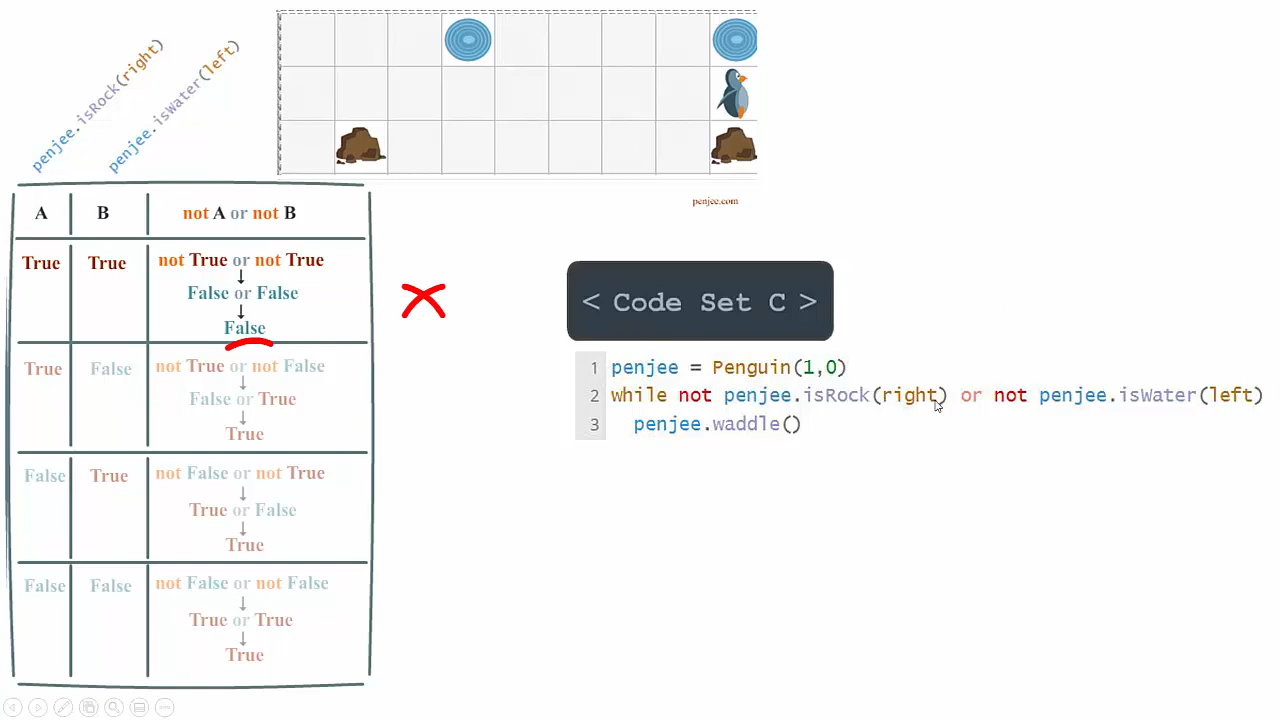 penjee.isRock(right)
penjee.isWater(left)
penjee.com
A B not A or not B
True True not True or not True
False or False
False
True False not True or not False
False or True
True
False True not False or not True
True or False
True
False False not False or not False
True or True
True
< Code Set C >
1 penjee = Penguin(1,0)
2 while not penjee.isRock(right) or not penjee.isWater(left)
3 penjee.waddle()